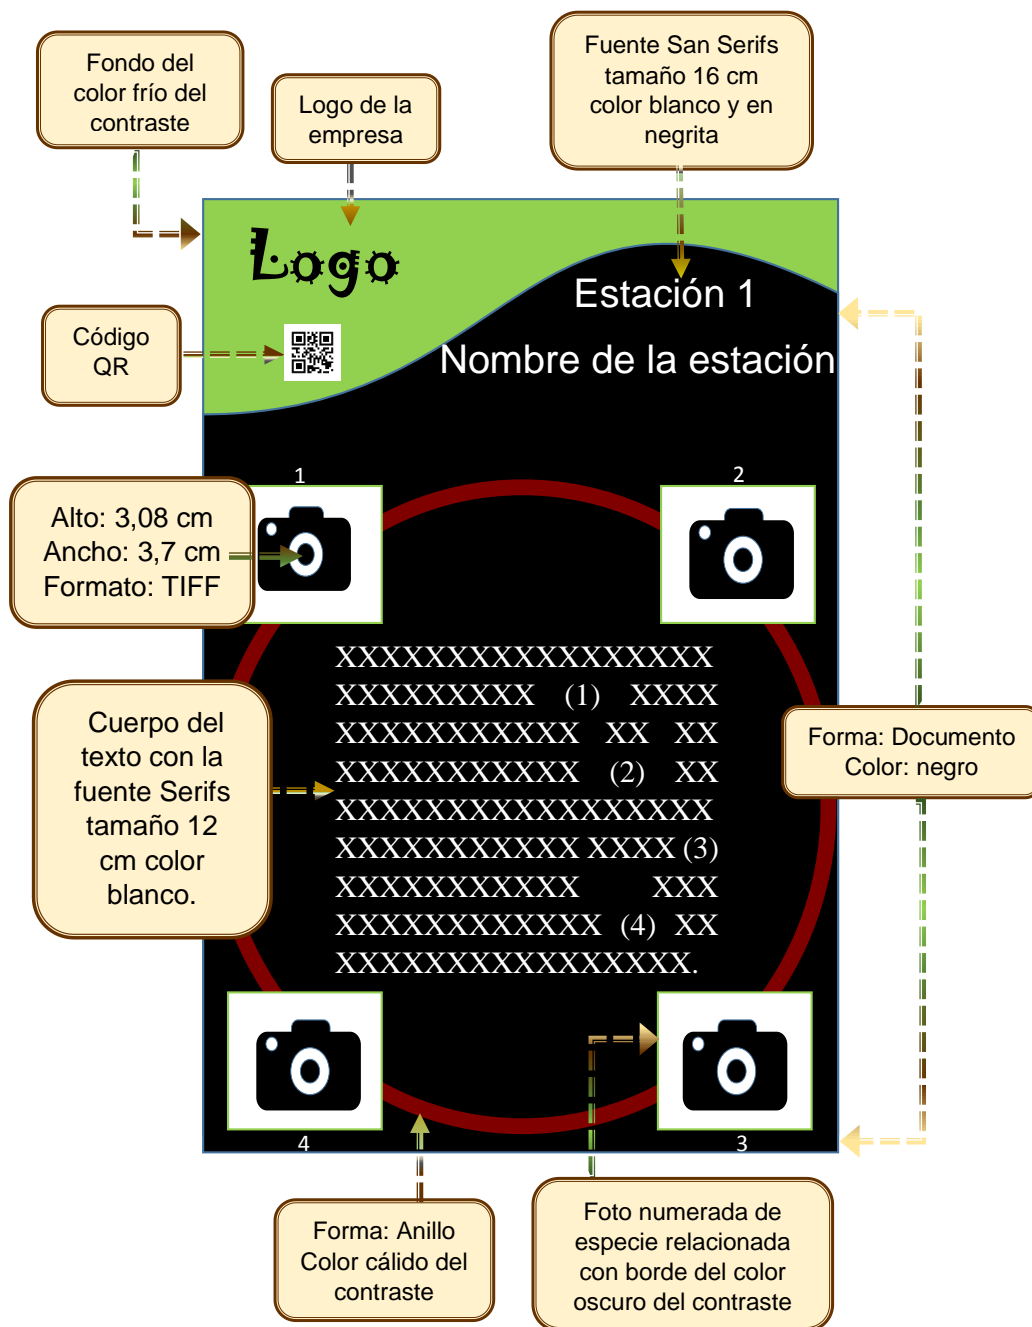 Fondo del
color frío del
contraste
Logo de la
empresa
Fuente San Serifs
tamaño 16 cm
color blanco y en
negrita
Logo
Estación 1
Nombre de la estación
Código
QR
1
2
Alto: 3,08 cm
Ancho: 3,7 cm
Formato: TIFF
XXXXXXXXXXXXXXXXX
XXXXXXXXX (1) XXXX
XXXXXXXXXXX XX XX
XXXXXXXXXXX (2) XX
XXXXXXXXXXXXXXXXX
XXXXXXXXXXX XXXX (3)
XXXXXXXXXXX XXX
XXXXXXXXXXXX (4) XX
XXXXXXXXXXXXXXXX.
Cuerpo del
texto con la
fuente Serifs
tamaño 12
cm color
blanco.
Forma: Documento
Color: negro
4
3
Forma: Anillo
Color cálido del
contraste
Foto numerada de
especie relacionada
con borde del color
oscuro del contraste